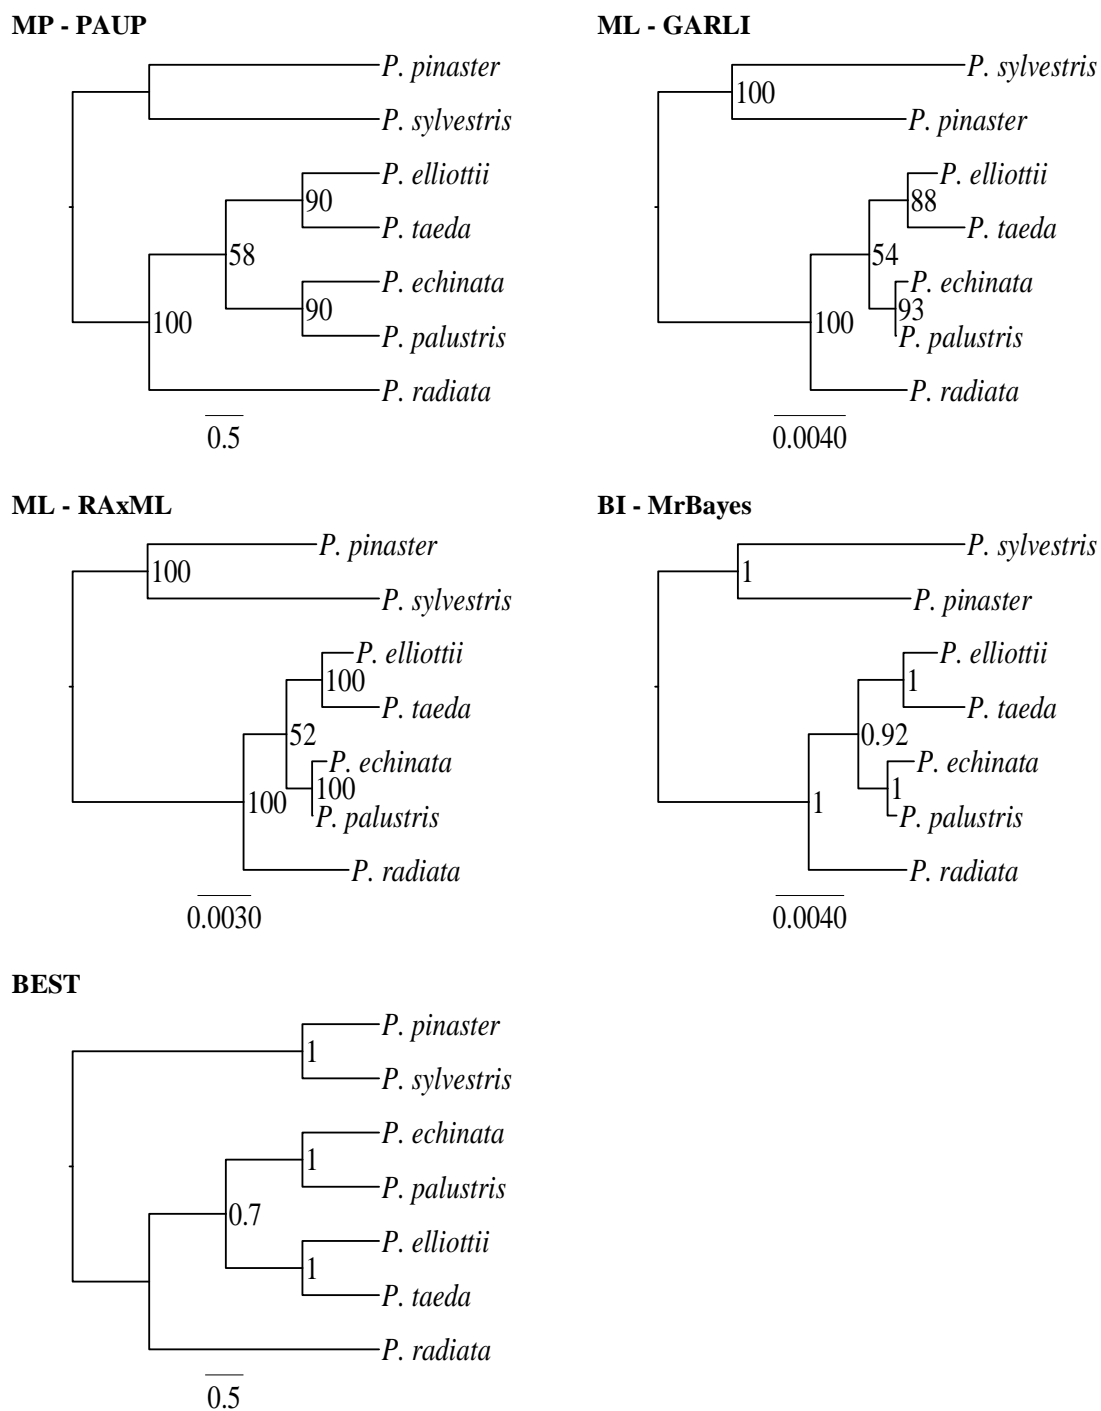 MP - PAUP
P. pinaster
P. sylvestris
P. elliottii
90
P. taeda
58
P. echinata
90
P. palustris
100
P. radiata
0.5
ML - GARLI
P. sylvestris
100
P. pinaster
P. elliottii
88
P. taeda
54
P. echinata
93
P. palustris
100
P. radiata
0.0040
ML - RAxML
P. pinaster
100
P. sylvestris
P. elliottii
100
P. taeda
52
P. echinata
100
P. palustris
100
P. radiata
0.0030
BI - MrBayes
P. sylvestris
1
P. pinaster
P. elliottii
1
P. taeda
0.92
P. echinata
1
P. palustris
1
P. radiata
0.0040
BEST
P. pinaster
1
P. sylvestris
P. echinata
1
P. palustris
0.7
P. elliottii
1
P. taeda
P. radiata
0.5